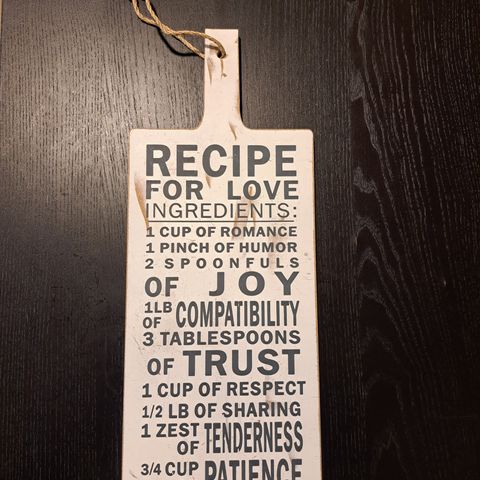 RECIPE
FOR LOVE
INGREDIENTS:
1 CUP OF ROMANCE
1 PINCH OF HUMOR
2 SPOONFULS
OF JOY
1LB OF COMPATIBILITY
3 TABLESPOONS
OF TRUST
1 CUP OF RESPECT
1/2 LB OF SHARING
1 ZEST OF TENDERNESS
3/4 CUP PATIENCE